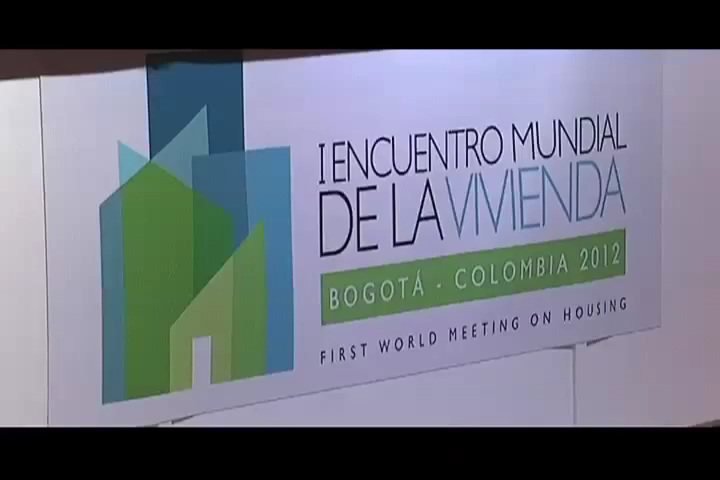 I ENCUENTRO MUNDIAL
DE LA VIVIENDA
BOGOTÁ - COLOMBIA 2012
FIRST WORLD MEETING ON HOUSING